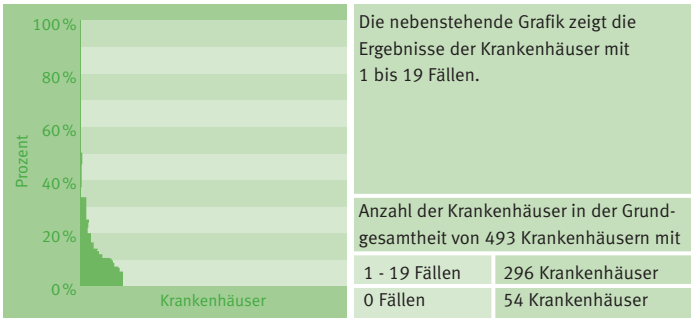 100 %
80 %
60 %
40 %
20 %
0 %
Prozent
Krankenhäuser
Die nebenstehende Grafik zeigt die
Ergebnisse der Krankenhäuser mit
1 bis 19 Fällen.
Anzahl der Krankenhäuser in der Grund-
gesamtheit von 493 Krankenhäusern mit
1 - 19 Fällen 296 Krankenhäuser
0 Fällen 54 Krankenhäuser